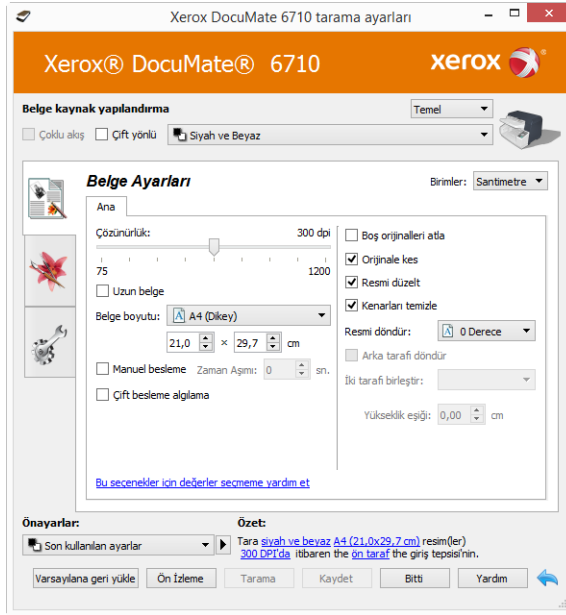 Xerox DocuMate 6710 tarama ayarları
Xerox® DocuMate® 6710
xerox
Belge kaynak yapılandırma
Temel
Çoklu akış
Çift yönlü
Siyah ve Beyaz
Belge Ayarları
Birimler: Santimetre
Ana
Çözünürlük: 300 dpi
75 1200
Uzun belge
Belge boyutu: A4 (Dikey)
21,0 × 29,7 cm
Manuel besleme Zaman Aşımı: 0 sn.
Çift besleme algılama
Boş orijinalleri atla
Orijinale kes
Resmi düzelt
Kenarları temizle
Resmi döndür: 0 Derece
Arka tarafı döndür
İki tarafı birleştir:
Yükseklik eşiği: 0,00 cm
Bu seçenekler için değerler seçmeme yardım et
Önayarlar:
Son kullanılan ayarlar
Özet:
Tara siyah ve beyaz A4 (21,0x29,7 cm) resim(ler)
300 DPI'da itibaren the ön taraf the giriş tepsisi'nin.
Varsayılana geri yükle Ön İzleme Tarama Kaydet Bitti Yardım